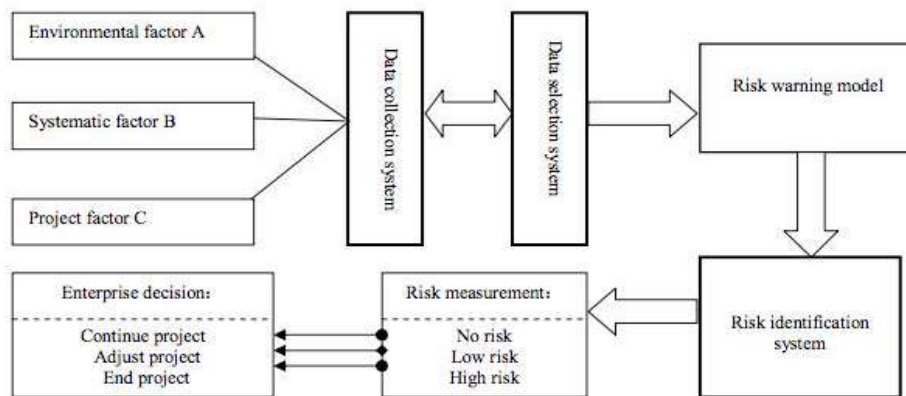 Environmental factor A
Systematic factor B
Project factor C
Data collection system
Data selection system
Risk warning model
Risk identification
system
Risk measurement：
No risk
Low risk
High risk
Enterprise decision：
Continue project
Adjust project
End project